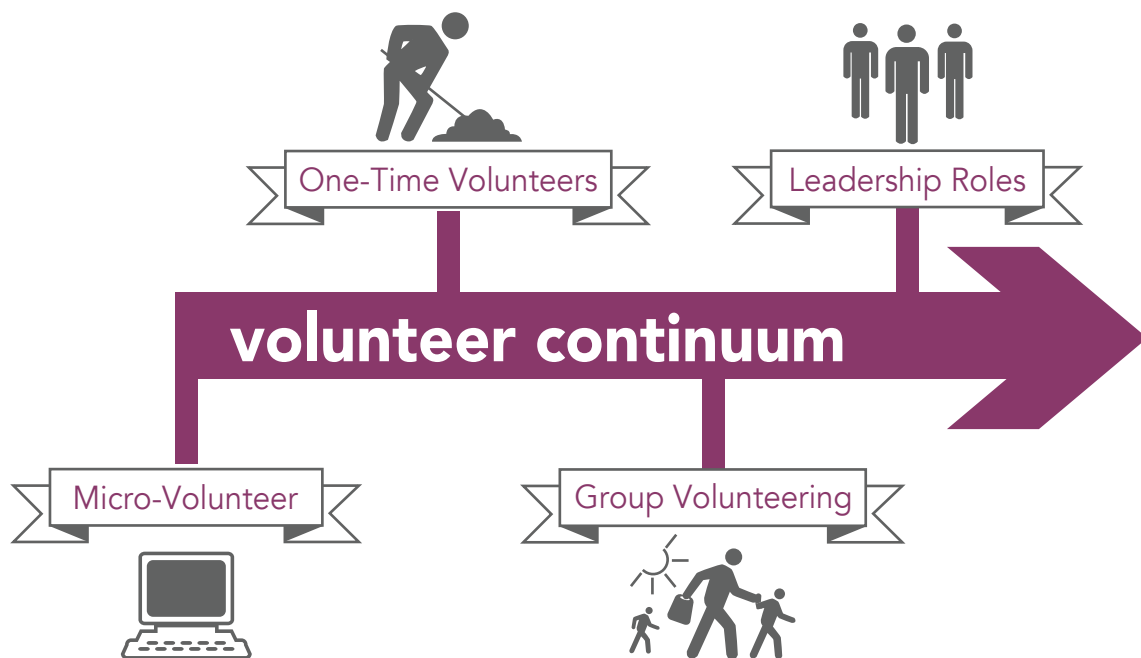 One-Time Volunteers
Leadership Roles
volunteer continuum
Micro-Volunteer
Group Volunteering